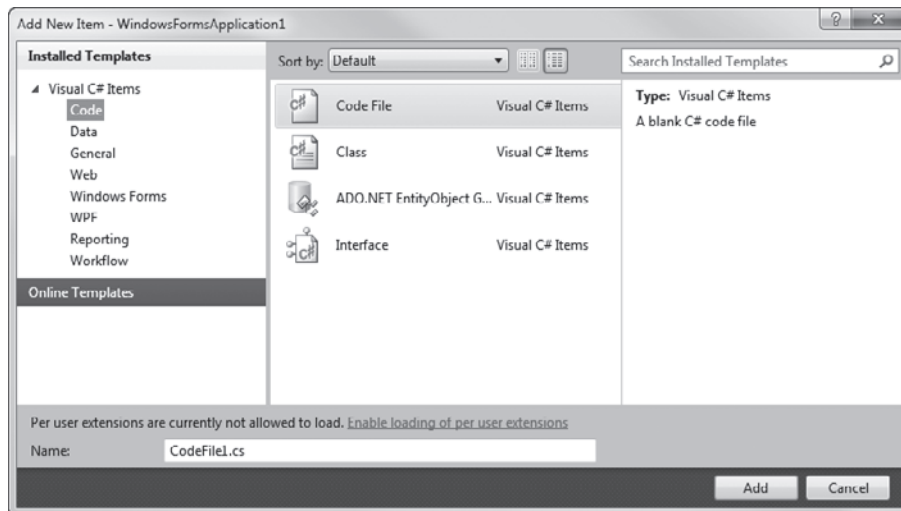 Add New Item - WindowsFormsApplication1
Installed Templates
Visual C# Items
Code
Data
General
Web
Windows Forms
WPF
Reporting
Workflow
Online Templates
Sort by: Default
Code File Visual C# Items
Class Visual C# Items
ADO.NET EntityObject G... Visual C# Items
Interface Visual C# Items
Search Installed Templates
Type: Visual C# Items
A blank C# code file
Per user extensions are currently not allowed to load. Enable loading of per user extensions
Name: CodeFile1.cs
Add Cancel